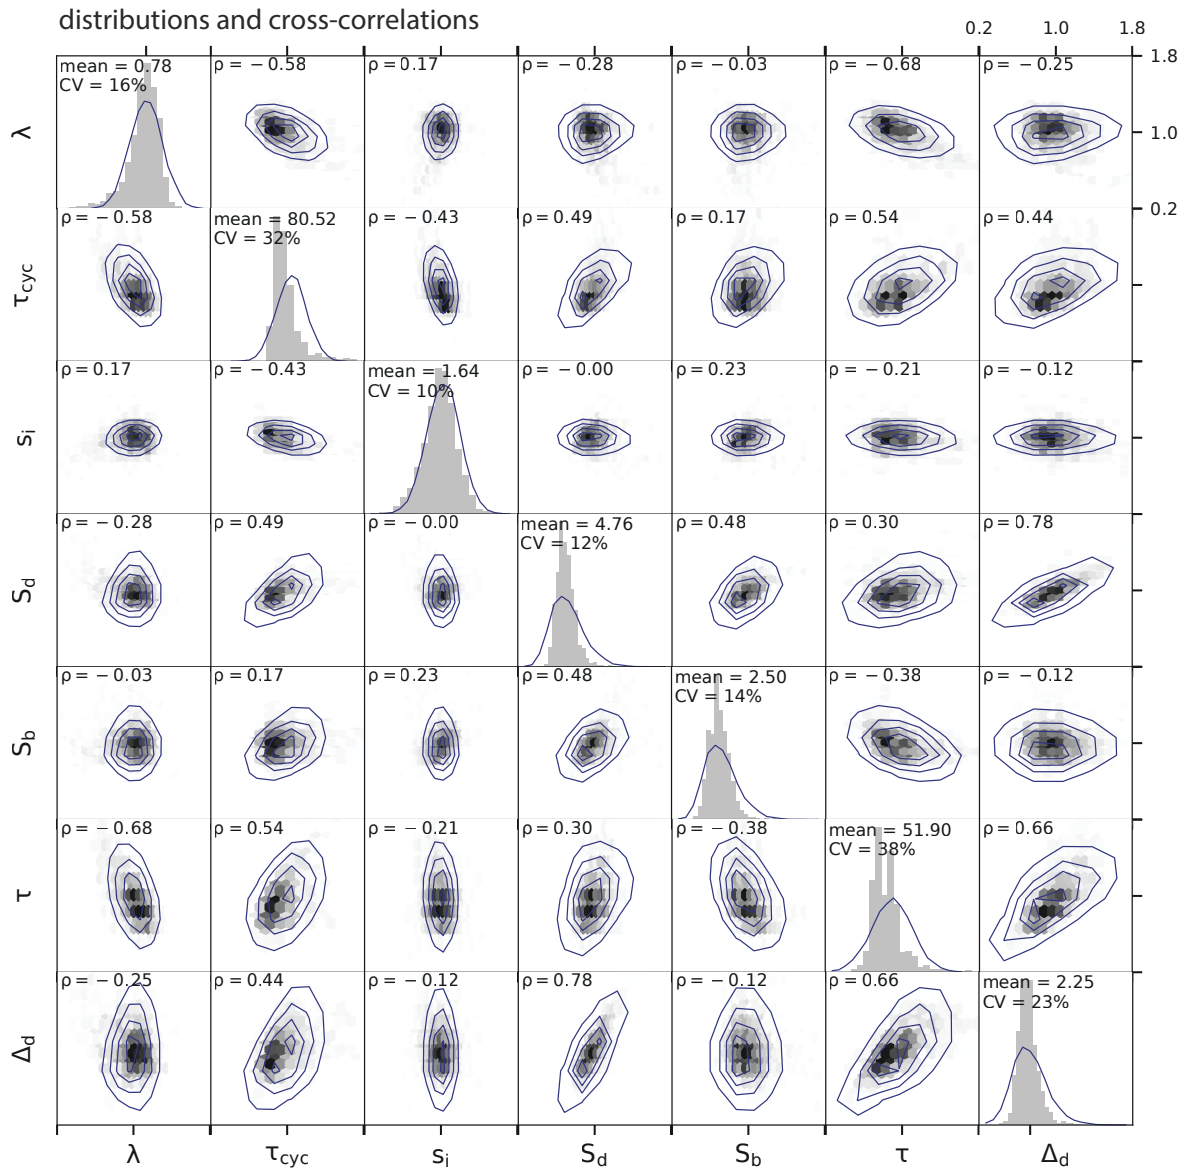 distributions and cross-correlations
0.2 1.0 1.8
mean = 0.78
CV = 16%
ρ = −0.58
ρ = 0.17
ρ = −0.28
ρ = −0.03
ρ = −0.68
ρ = −0.25
1.8
λ
1.0
0.2
ρ = −0.58
mean = 80.52
CV = 32%
ρ = −0.43
ρ = 0.49
ρ = 0.17
ρ = 0.54
ρ = 0.44
τcyc
ρ = 0.17
ρ = −0.43
mean = 1.64
CV = 10%
ρ = −0.00
ρ = 0.23
ρ = −0.21
ρ = −0.12
si
ρ = −0.28
ρ = 0.49
ρ = −0.00
mean = 4.76
CV = 12%
ρ = 0.48
ρ = 0.30
ρ = 0.78
Sd
ρ = −0.03
ρ = 0.17
ρ = 0.23
ρ = 0.48
mean = 2.50
CV = 14%
ρ = −0.38
ρ = −0.12
Sb
ρ = −0.68
ρ = 0.54
ρ = −0.21
ρ = 0.30
ρ = −0.38
mean = 51.90
CV = 38%
ρ = 0.66
τ
ρ = −0.25
ρ = 0.44
ρ = −0.12
ρ = 0.78
ρ = −0.12
ρ = 0.66
mean = 2.25
CV = 23%
Δd
λ τcyc si Sd Sb τ Δd